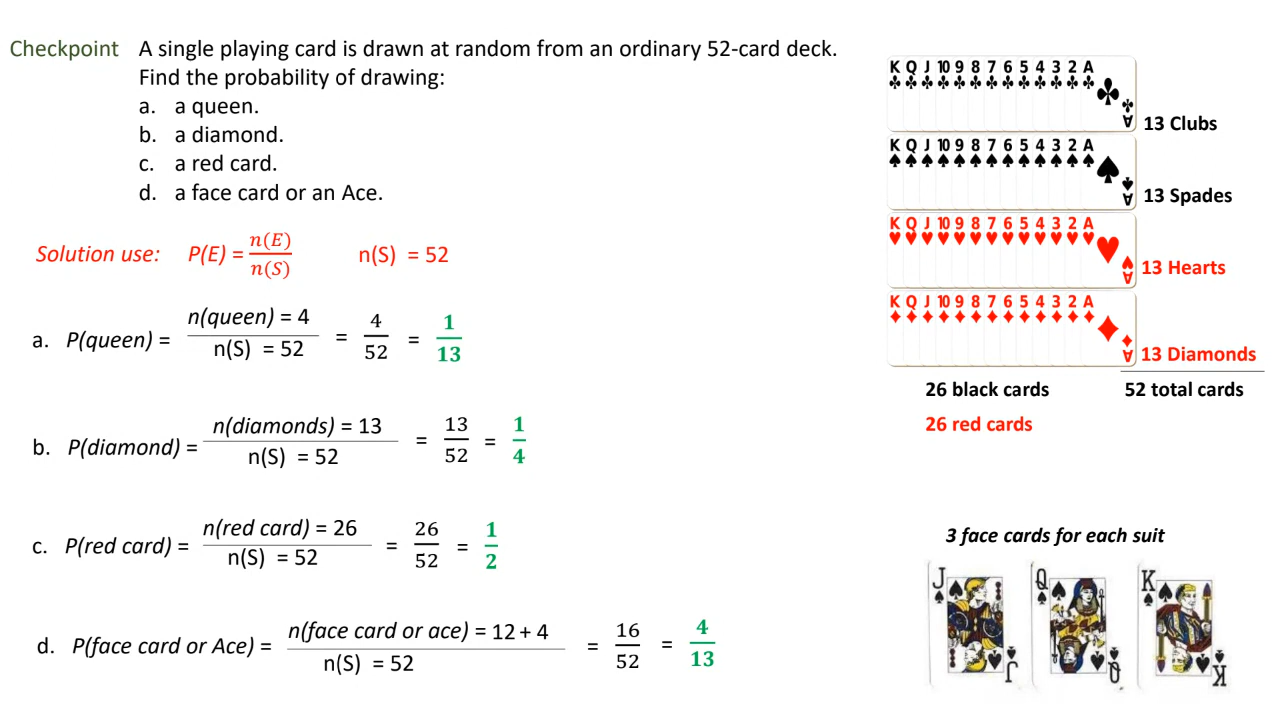 Checkpoint A single playing card is drawn at random from an ordinary 52-card deck.
Find the probability of drawing:
a. a queen.
b. a diamond.
c. a red card.
d. a face card or an Ace.
Solution use: P(E) = n(E)/n(S) n(S) = 52
a. P(queen) = n(queen) = 4 / n(S) = 52 = 4/52 = 1/13
b. P(diamond) = n(diamonds) = 13 / n(S) = 52 = 13/52 = 1/4
c. P(red card) = n(red card) = 26 / n(S) = 52 = 26/52 = 1/2
d. P(face card or Ace) = n(face card or ace) = 12 + 4 / n(S) = 52 = 16/52 = 4/13
K Q J 10 9 8 7 6 5 4 3 2 A
A
13 Clubs
K Q J 10 9 8 7 6 5 4 3 2 A
A
13 Spades
K Q J 10 9 8 7 6 5 4 3 2 A
A
13 Hearts
K Q J 10 9 8 7 6 5 4 3 2 A
A
13 Diamonds
26 black cards 52 total cards
26 red cards
3 face cards for each suit
J Q K
J Q K